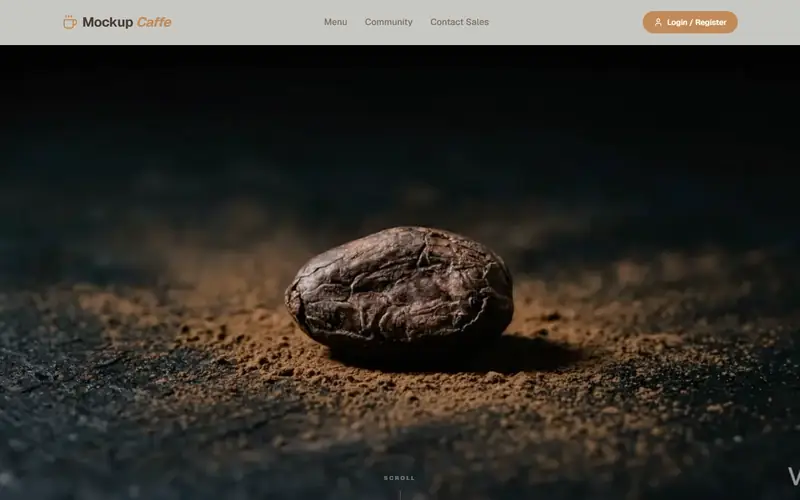 Mockup Caffe
Menu
Community
Contact Sales
Login / Register
SCROLL